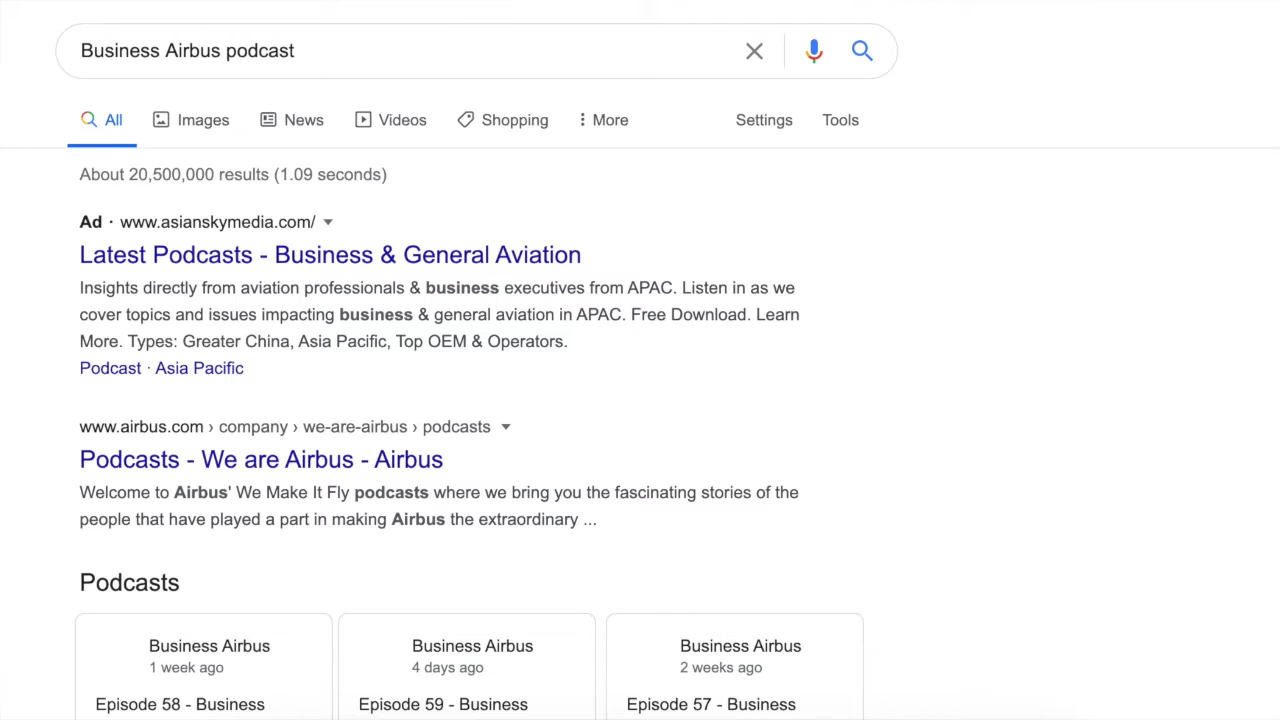 Business Airbus podcast
All Images News Videos Shopping More Settings Tools
About 20,500,000 results (1.09 seconds)
Ad · www.asianskymedia.com/
Latest Podcasts - Business & General Aviation
Insights directly from aviation professionals & business executives from APAC. Listen in as we
cover topics and issues impacting business & general aviation in APAC. Free Download. Learn
More. Types: Greater China, Asia Pacific, Top OEM & Operators.
Podcast · Asia Pacific
www.airbus.com › company › we-are-airbus › podcasts
Podcasts - We are Airbus - Airbus
Welcome to Airbus' We Make It Fly podcasts where we bring you the fascinating stories of the
people that have played a part in making Airbus the extraordinary ...
Podcasts
Business Airbus
1 week ago
Episode 58 - Business
Business Airbus
4 days ago
Episode 59 - Business
Business Airbus
2 weeks ago
Episode 57 - Business